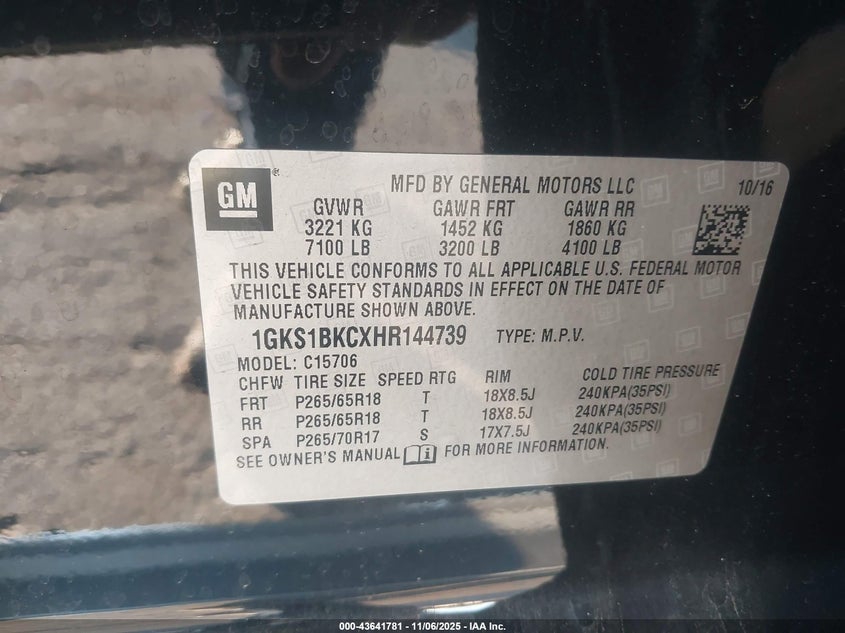 GM ®
MFD BY GENERAL MOTORS LLC 10/16
GVWR GAWR FRT GAWR RR
3221 KG 1452 KG 1860 KG
7100 LB 3200 LB 4100 LB
THIS VEHICLE CONFORMS TO ALL APPLICABLE U.S. FEDERAL MOTOR
VEHICLE SAFETY STANDARDS IN EFFECT ON THE DATE OF
MANUFACTURE SHOWN ABOVE.
1GKS1BKCXHR144739 TYPE: M.P.V.
MODEL: C15706
CHFW TIRE SIZE SPEED RTG RIM COLD TIRE PRESSURE
FRT P265/65R18 T 18X8.5J 240KPA(35PSI)
RR P265/65R18 T 18X8.5J 240KPA(35PSI)
SPA P265/70R17 S 17X7.5J 240KPA(35PSI)
SEE OWNER'S MANUAL i FOR MORE INFORMATION.
000-43641781 - 11/06/2025 - IAA Inc.